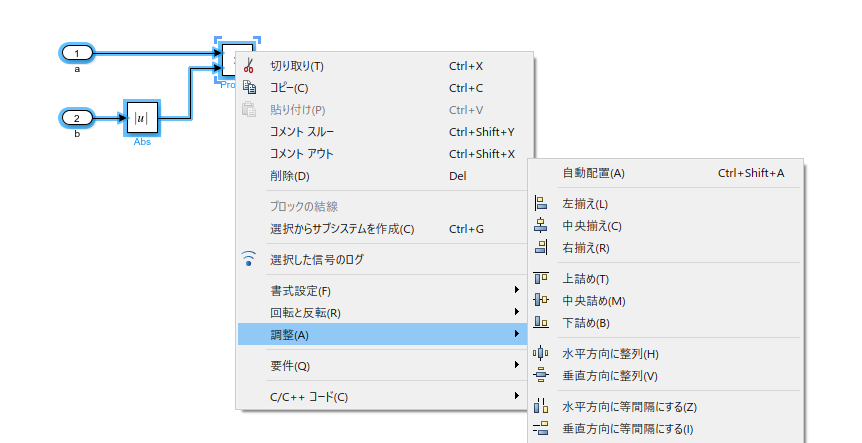 1
a
2
b
|u|
Abs
Pro
切り取り(T) Ctrl+X
コピー(C) Ctrl+C
貼り付け(P) Ctrl+V
コメント スルー Ctrl+Shift+Y
コメント アウト Ctrl+Shift+X
削除(D) Del
ブロックの結線
選択からサブシステムを作成(C) Ctrl+G
選択した信号のログ
書式設定(F)
回転と反転(R)
調整(A)
要件(Q)
C/C++ コード(C)
自動配置(A) Ctrl+Shift+A
左揃え(L)
中央揃え(C)
右揃え(R)
上詰め(T)
中央詰め(M)
下詰め(B)
水平方向に整列(H)
垂直方向に整列(V)
水平方向に等間隔にする(Z)
垂直方向に等間隔にする(I)